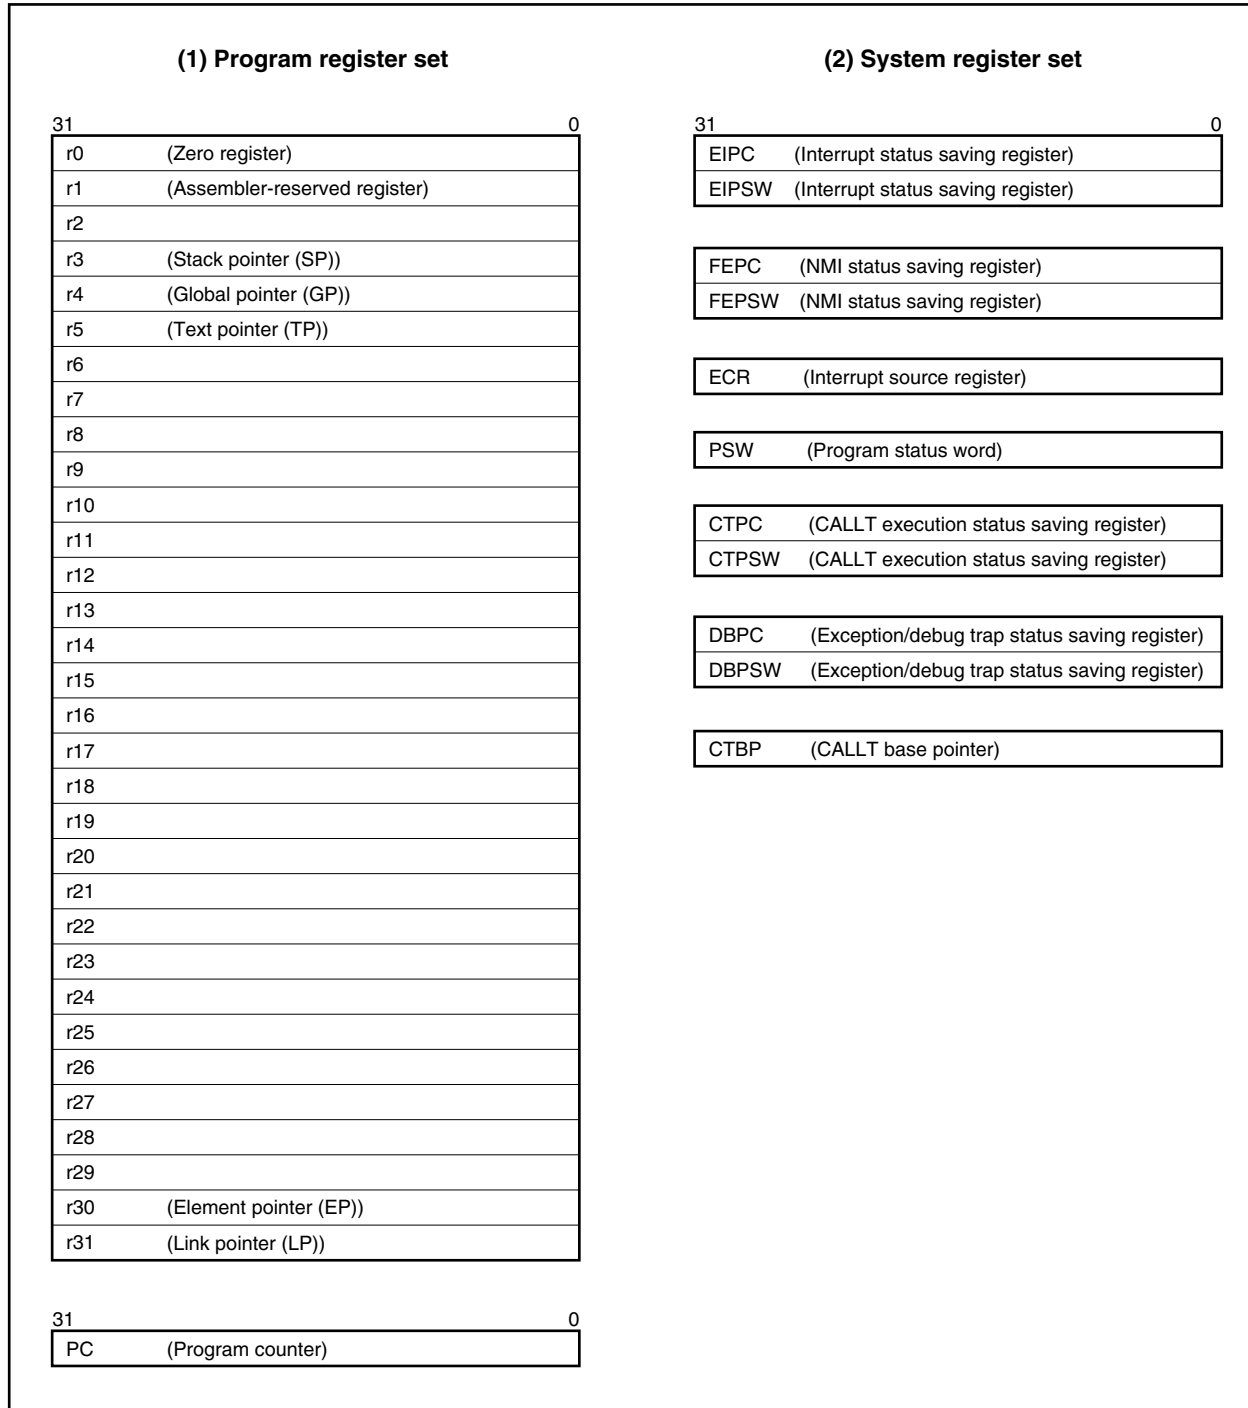 (1) Program register set
31 0
r0 (Zero register)
r1 (Assembler-reserved register)
r2
r3 (Stack pointer (SP))
r4 (Global pointer (GP))
r5 (Text pointer (TP))
r6
r7
r8
r9
r10
r11
r12
r13
r14
r15
r16
r17
r18
r19
r20
r21
r22
r23
r24
r25
r26
r27
r28
r29
r30 (Element pointer (EP))
r31 (Link pointer (LP))
31 0
PC (Program counter)
(2) System register set
31 0
EIPC (Interrupt status saving register)
EIPSW (Interrupt status saving register)
FEPC (NMI status saving register)
FEPSW (NMI status saving register)
ECR (Interrupt source register)
PSW (Program status word)
CTPC (CALLT execution status saving register)
CTPSW (CALLT execution status saving register)
DBPC (Exception/debug trap status saving register)
DBPSW (Exception/debug trap status saving register)
CTBP (CALLT base pointer)